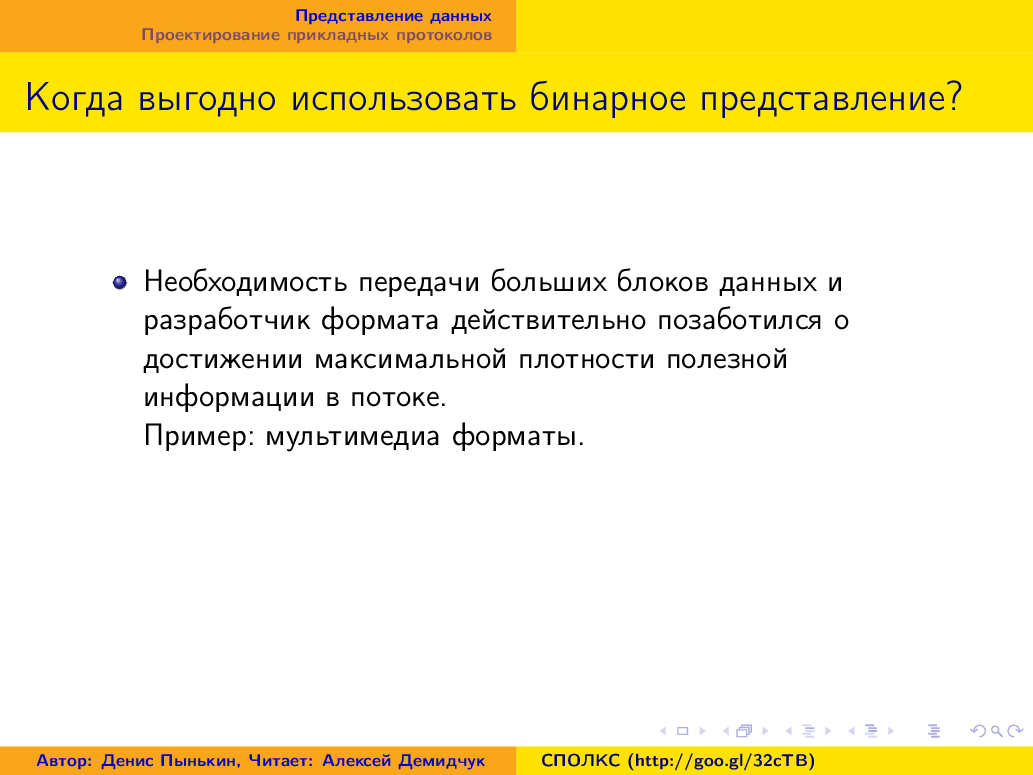 Представление данных
Проектирование прикладных протоколов
Когда выгодно использовать бинарное представление?
Необходимость передачи больших блоков данных и
разработчик формата действительно позаботился о
достижении максимальной плотности полезной
информации в потоке.
Пример: мультимедиа форматы.
Автор: Денис Пынькин, Читает: Алексей Демидчук
СПОЛКС (http://goo.gl/32cTB)